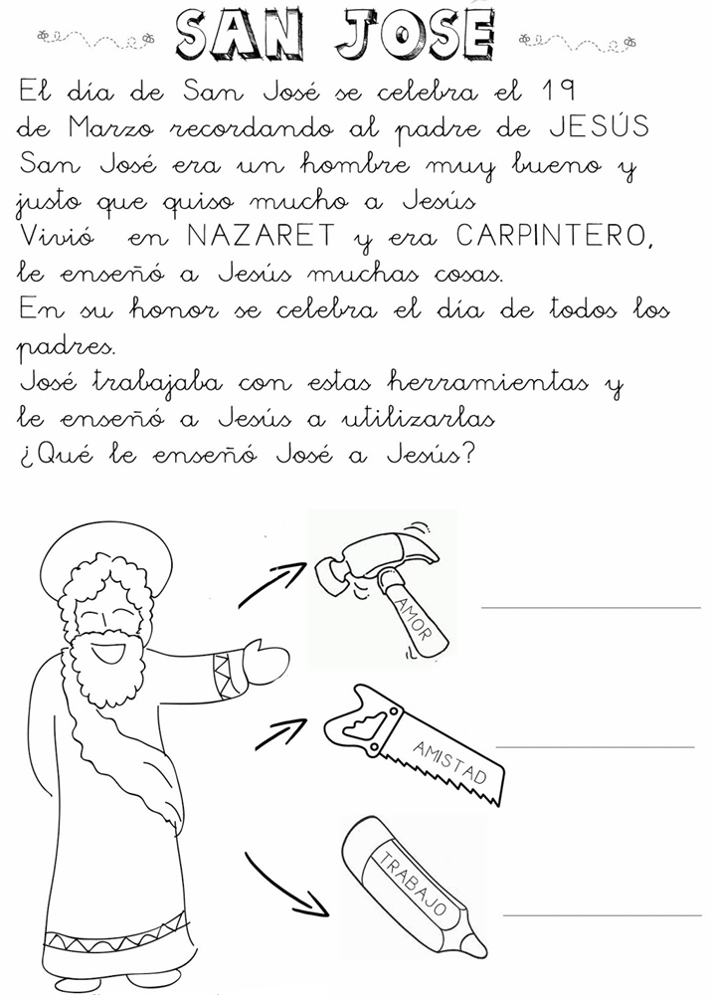 SAN JOSÉ
El día de San José se celebra el 19
de Marzo recordando al padre de JESÚS
San José era un hombre muy bueno y
justo que quiso mucho a Jesús
Vivió en NAZARET y era CARPINTERO,
le enseñó a Jesús muchas cosas.
En su honor se celebra el día de todos los
padres.
José trabajaba con estas herramientas y
le enseñó a Jesús a utilizarlas
¿Qué le enseñó José a Jesús?
AMOR
AMISTAD
TRABAJO